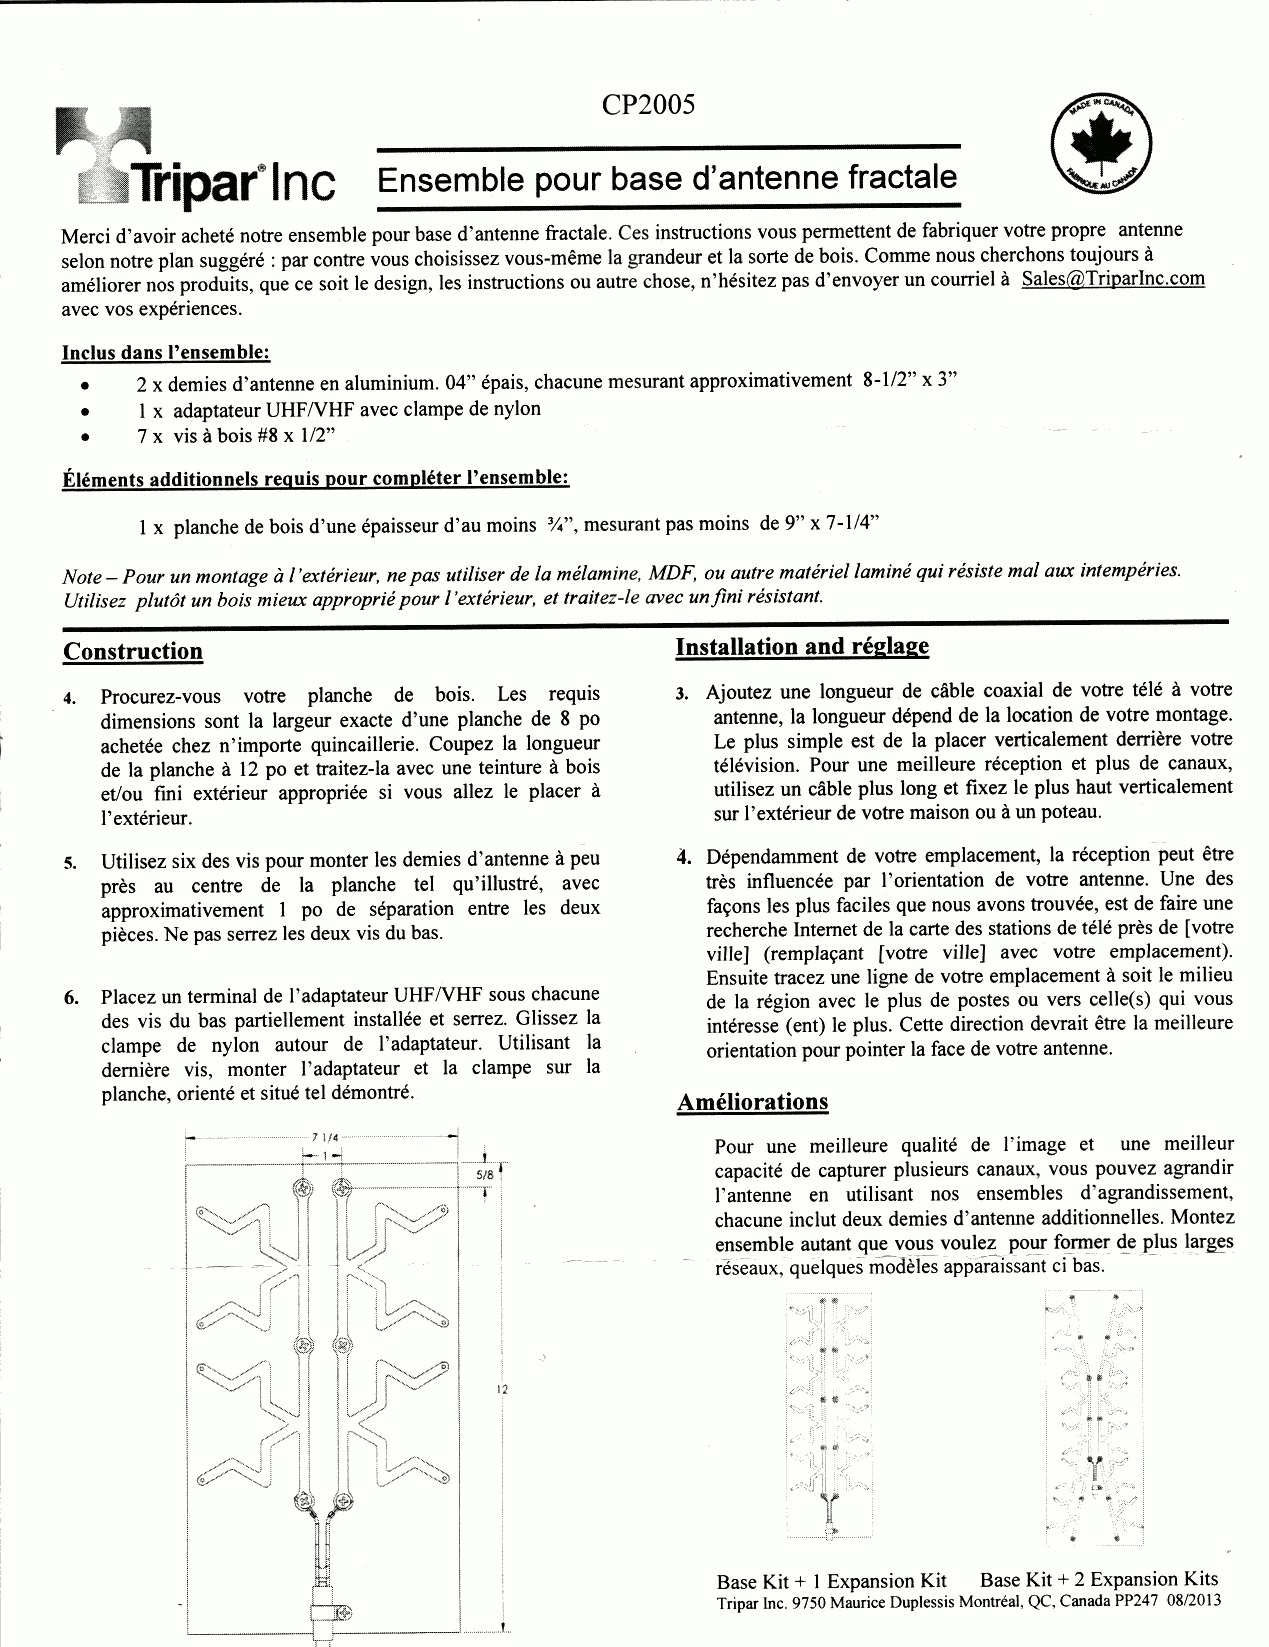 CP2005
MADE IN CANADA
FABRIQUÉ AU CANADA
Tripar® Inc
Ensemble pour base d'antenne fractale
Merci d'avoir acheté notre ensemble pour base d'antenne fractale. Ces instructions vous permettent de fabriquer votre propre antenne
selon notre plan suggéré : par contre vous choisissez vous-même la grandeur et la sorte de bois. Comme nous cherchons toujours à
améliorer nos produits, que ce soit le design, les instructions ou autre chose, n'hésitez pas d'envoyer un courriel à Sales@TriparInc.com
avec vos expériences.
Inclus dans l'ensemble:
• 2 x demies d'antenne en aluminium. 04" épais, chacune mesurant approximativement 8-1/2" x 3"
• 1 x adaptateur UHF/VHF avec clampe de nylon
• 7 x vis à bois #8 x 1/2"
Éléments additionnels requis pour compléter l'ensemble:
1 x planche de bois d'une épaisseur d'au moins ¾", mesurant pas moins de 9" x 7-1/4"
Note – Pour un montage à l'extérieur, ne pas utiliser de la mélamine, MDF, ou autre matériel laminé qui résiste mal aux intempéries.
Utilisez plutôt un bois mieux approprié pour l'extérieur, et traitez-le avec un fini résistant.
Construction
4. Procurez-vous votre planche de bois. Les requis
dimensions sont la largeur exacte d'une planche de 8 po
achetée chez n'importe quincaillerie. Coupez la longueur
de la planche à 12 po et traitez-la avec une teinture à bois
et/ou fini extérieur appropriée si vous allez le placer à
l'extérieur.
5. Utilisez six des vis pour monter les demies d'antenne à peu
près au centre de la planche tel qu'illustré, avec
approximativement 1 po de séparation entre les deux
pièces. Ne pas serrez les deux vis du bas.
6. Placez un terminal de l'adaptateur UHF/VHF sous chacune
des vis du bas partiellement installée et serrez. Glissez la
clampe de nylon autour de l'adaptateur. Utilisant la
dernière vis, monter l'adaptateur et la clampe sur la
planche, orienté et situé tel démontré.
7 1/4
1
5/8
12
Installation and réglage
3. Ajoutez une longueur de câble coaxial de votre télé à votre
antenne, la longueur dépend de la location de votre montage.
Le plus simple est de la placer verticalement derrière votre
télévision. Pour une meilleure réception et plus de canaux,
utilisez un câble plus long et fixez le plus haut verticalement
sur l'extérieur de votre maison ou à un poteau.
4. Dépendamment de votre emplacement, la réception peut être
très influencée par l'orientation de votre antenne. Une des
façons les plus faciles que nous avons trouvée, est de faire une
recherche Internet de la carte des stations de télé près de [votre
ville] (remplaçant [votre ville] avec votre emplacement).
Ensuite tracez une ligne de votre emplacement à soit le milieu
de la région avec le plus de postes ou vers celle(s) qui vous
intéresse (ent) le plus. Cette direction devrait être la meilleure
orientation pour pointer la face de votre antenne.
Améliorations
Pour une meilleure qualité de l'image et une meilleur
capacité de capturer plusieurs canaux, vous pouvez agrandir
l'antenne en utilisant nos ensembles d'agrandissement,
chacune inclut deux demies d'antenne additionnelles. Montez
ensemble autant que vous voulez pour former de plus larges
réseaux, quelques modèles apparaissant ci bas.
Base Kit + 1 Expansion Kit Base Kit + 2 Expansion Kits
Tripar Inc. 9750 Maurice Duplessis Montréal, QC, Canada PP247 08/2013